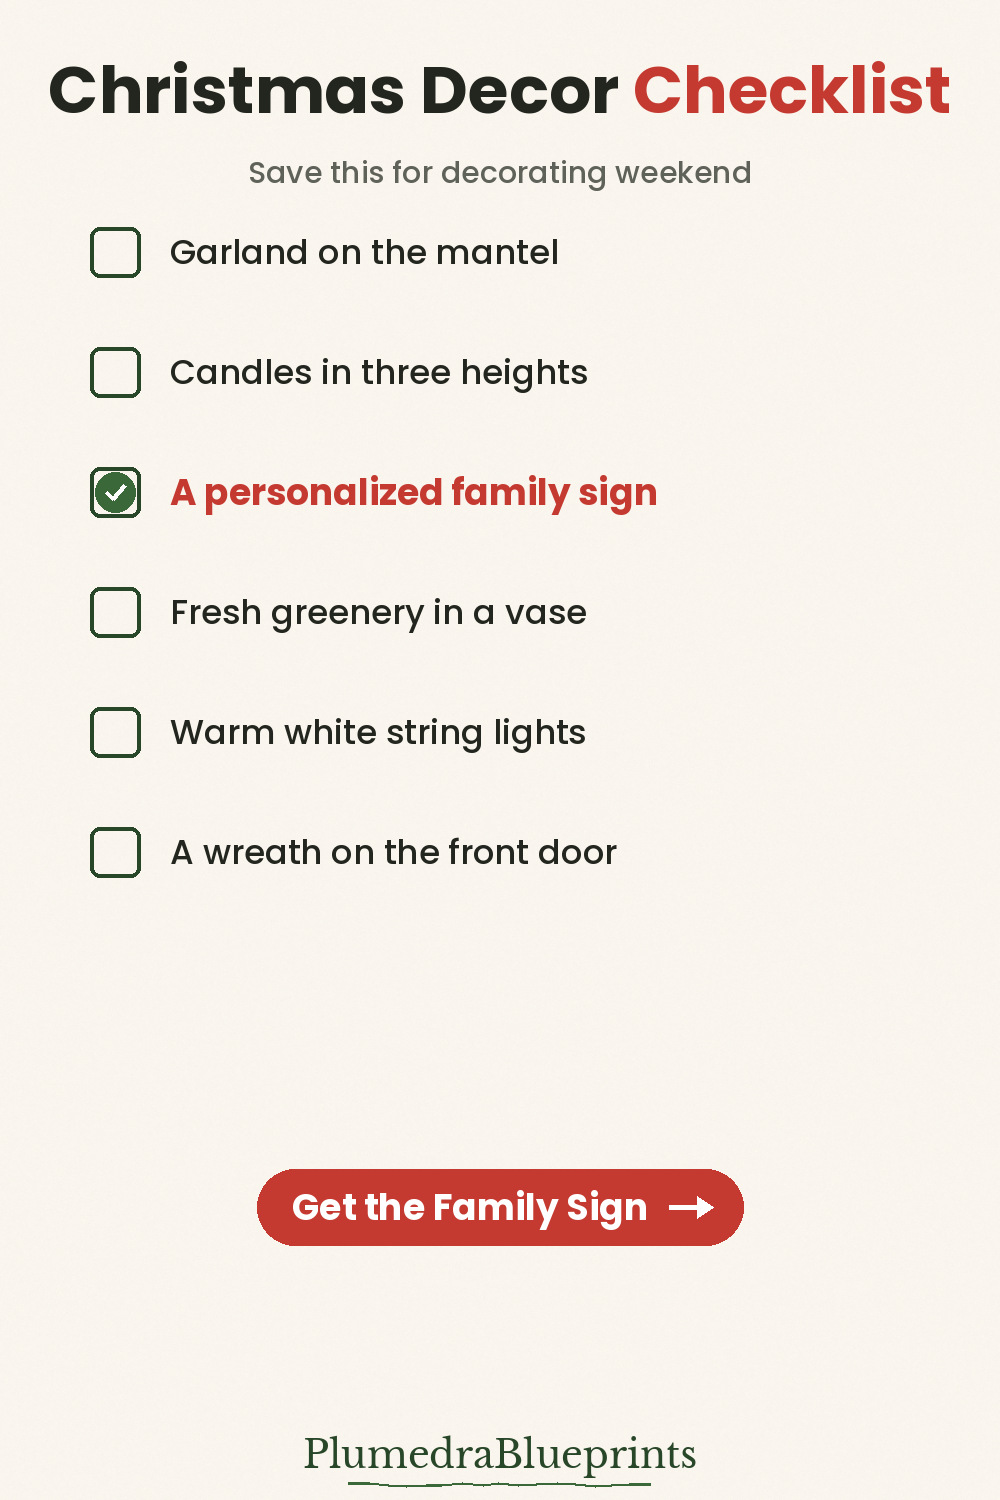 Christmas Decor Checklist
Save this for decorating weekend
Garland on the mantel
Candles in three heights
A personalized family sign
Fresh greenery in a vase
Warm white string lights
A wreath on the front door
Get the Family Sign →
PlumedraBlueprints